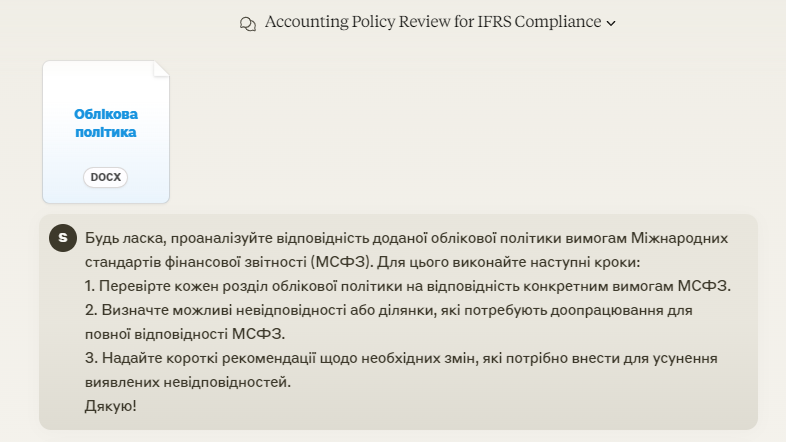 Accounting Policy Review for IFRS Compliance
Облікова
політика
DOCX
S
Будь ласка, проаналізуйте відповідність доданої облікової політики вимогам Міжнародних
стандартів фінансової звітності (МСФЗ). Для цього виконайте наступні кроки:
1. Перевірте кожен розділ облікової політики на відповідність конкретним вимогам МСФЗ.
2. Визначте можливі невідповідності або ділянки, які потребують доопрацювання для
повної відповідності МСФЗ.
3. Надайте короткі рекомендації щодо необхідних змін, які потрібно внести для усунення
виявлених невідповідностей.
Дякую!